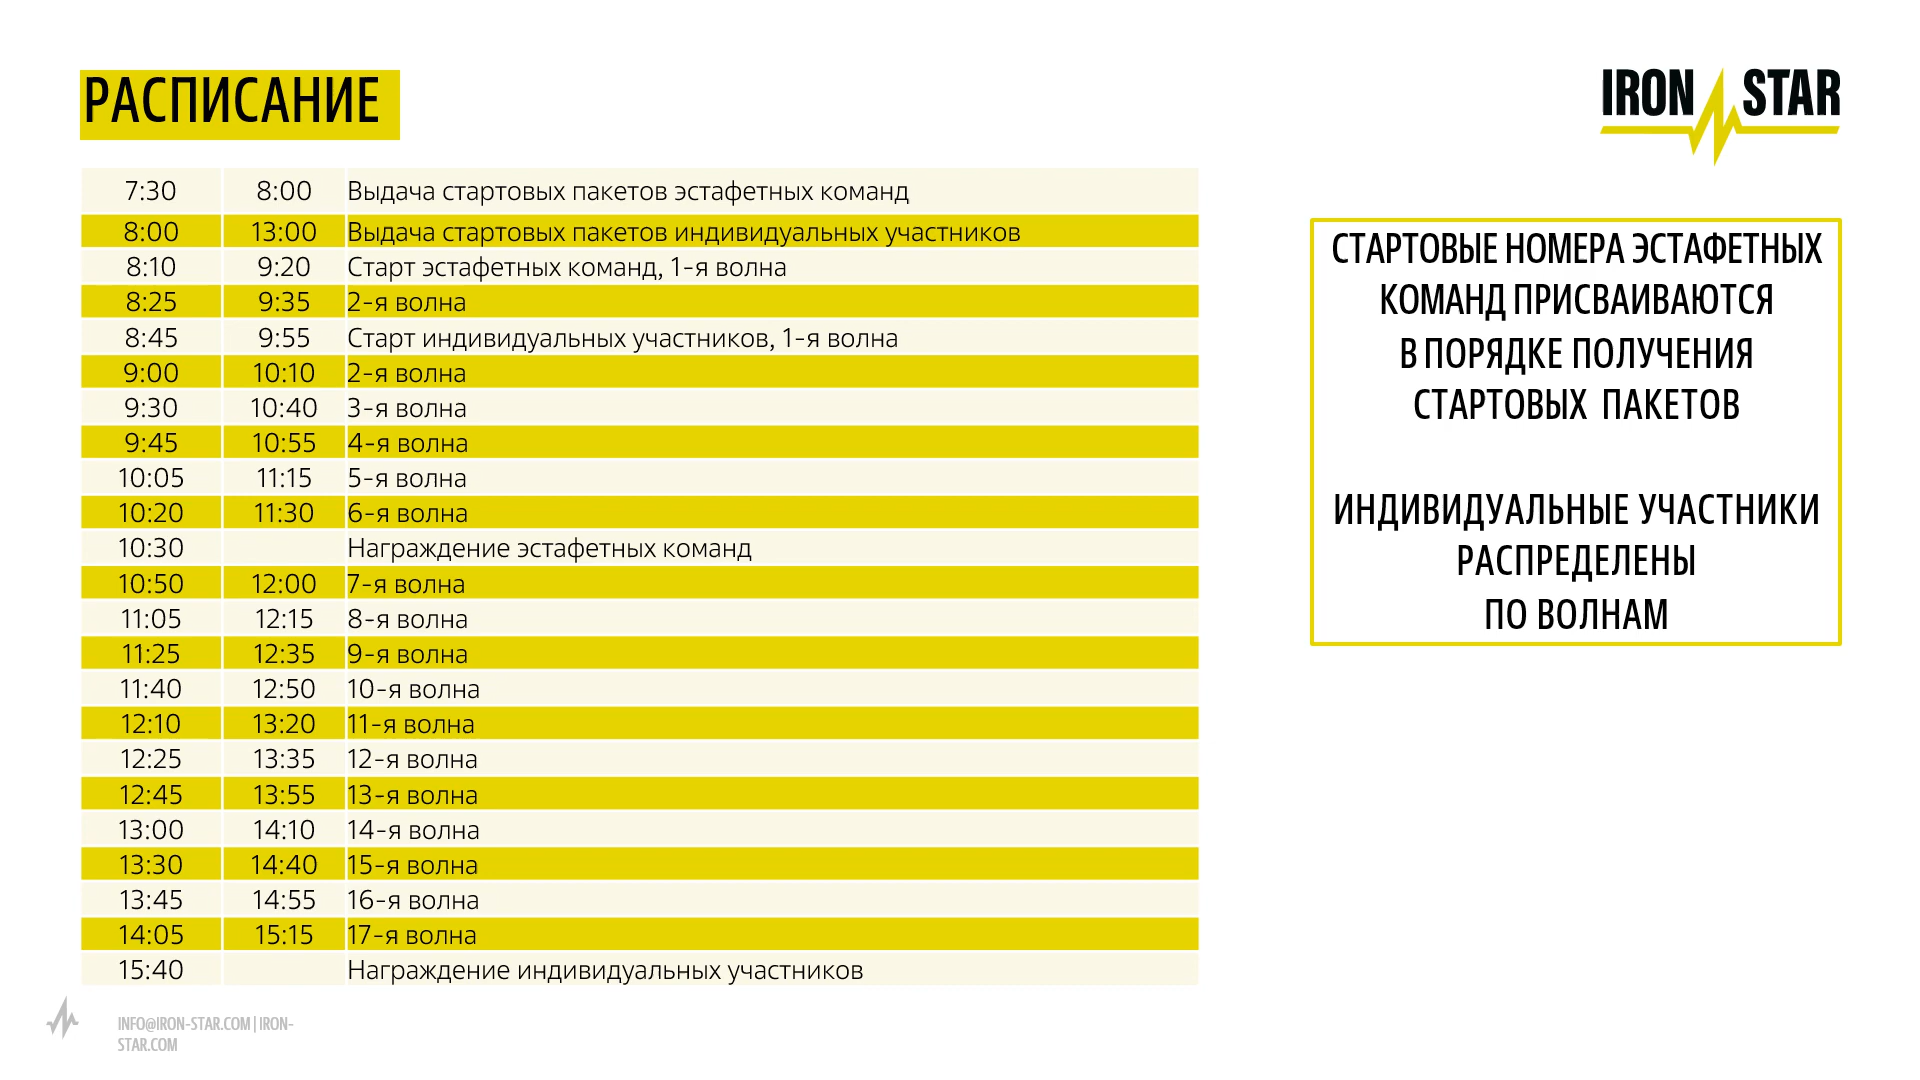 РАСПИСАНИЕ
IRON STAR
7:30 8:00 Выдача стартовых пакетов эстафетных команд
8:00 13:00 Выдача стартовых пакетов индивидуальных участников
8:10 9:20 Старт эстафетных команд, 1-я волна
8:25 9:35 2-я волна
8:45 9:55 Старт индивидуальных участников, 1-я волна
9:00 10:10 2-я волна
9:30 10:40 3-я волна
9:45 10:55 4-я волна
10:05 11:15 5-я волна
10:20 11:30 6-я волна
10:30 Награждение эстафетных команд
10:50 12:00 7-я волна
11:05 12:15 8-я волна
11:25 12:35 9-я волна
11:40 12:50 10-я волна
12:10 13:20 11-я волна
12:25 13:35 12-я волна
12:45 13:55 13-я волна
13:00 14:10 14-я волна
13:30 14:40 15-я волна
13:45 14:55 16-я волна
14:05 15:15 17-я волна
15:40 Награждение индивидуальных участников
СТАРТОВЫЕ НОМЕРА ЭСТАФЕТНЫХ
КОМАНД ПРИСВАИВАЮТСЯ
В ПОРЯДКЕ ПОЛУЧЕНИЯ
СТАРТОВЫХ ПАКЕТОВ
ИНДИВИДУАЛЬНЫЕ УЧАСТНИКИ
РАСПРЕДЕЛЕНЫ
ПО ВОЛНАМ
INFO@IRON-STAR.COM | IRON-
STAR.COM